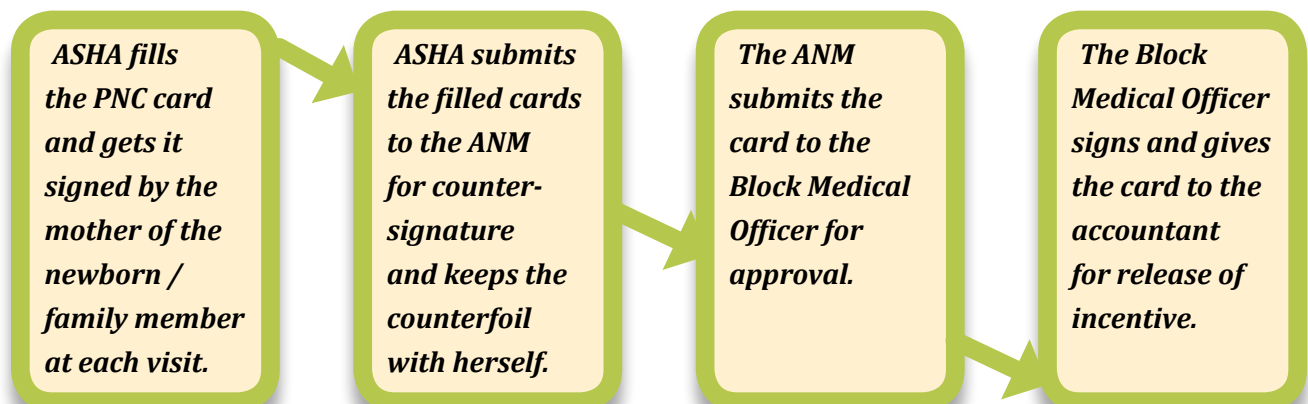 ASHA fills
the PNC card
and gets it
signed by the
mother of the
newborn /
family member
at each visit.
ASHA submits
the filled cards
to the ANM
for counter-
signature
and keeps the
counterfoil
with herself.
The ANM
submits the
card to the
Block Medical
Officer for
approval.
The Block
Medical Officer
signs and gives
the card to the
accountant
for release of
incentive.